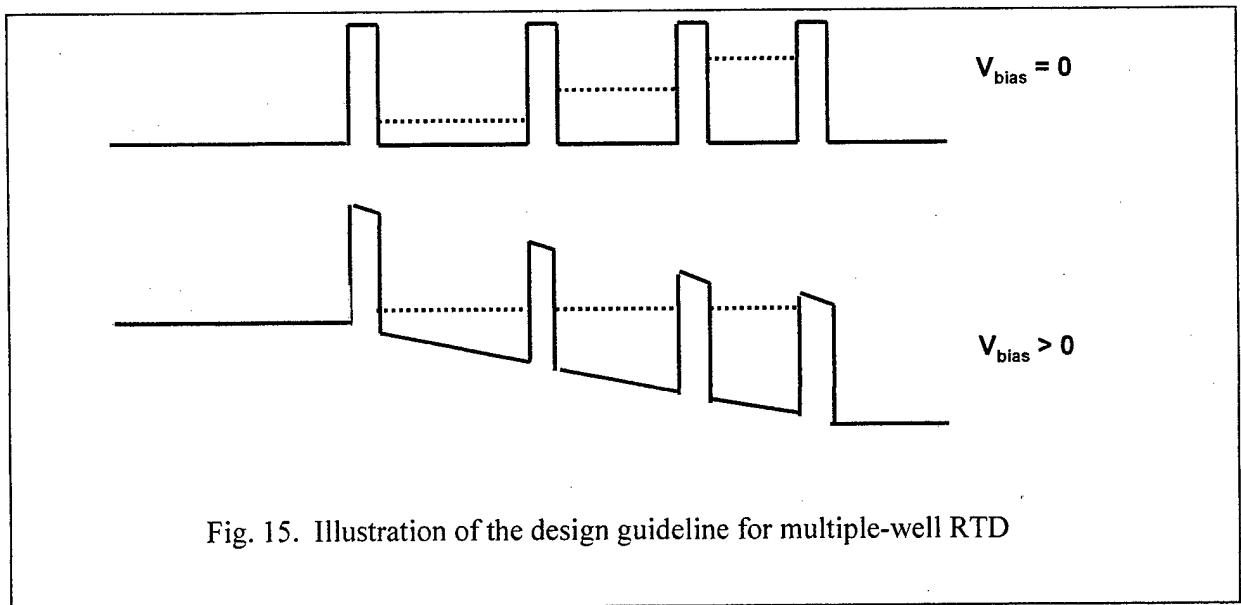 V_bias = 0
V_bias > 0
Fig. 15. Illustration of the design guideline for multiple-well RTD